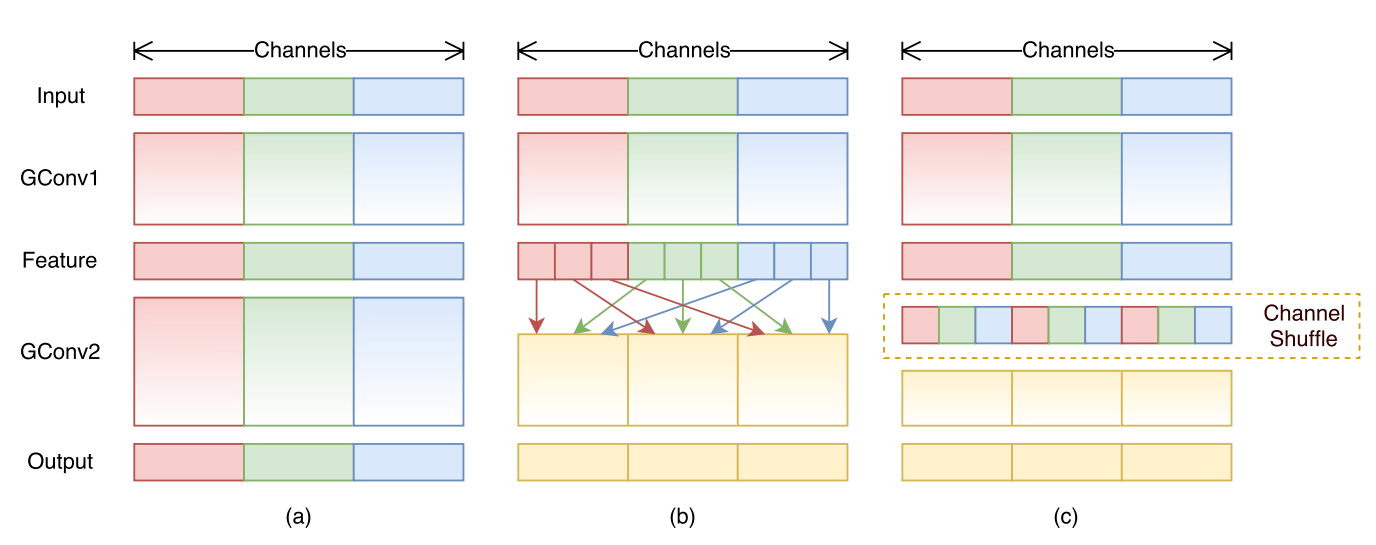 Channels
Channels
Channels
Input
GConv1
Feature
Channel
Shuffle
GConv2
Output
(a)
(b)
(c)